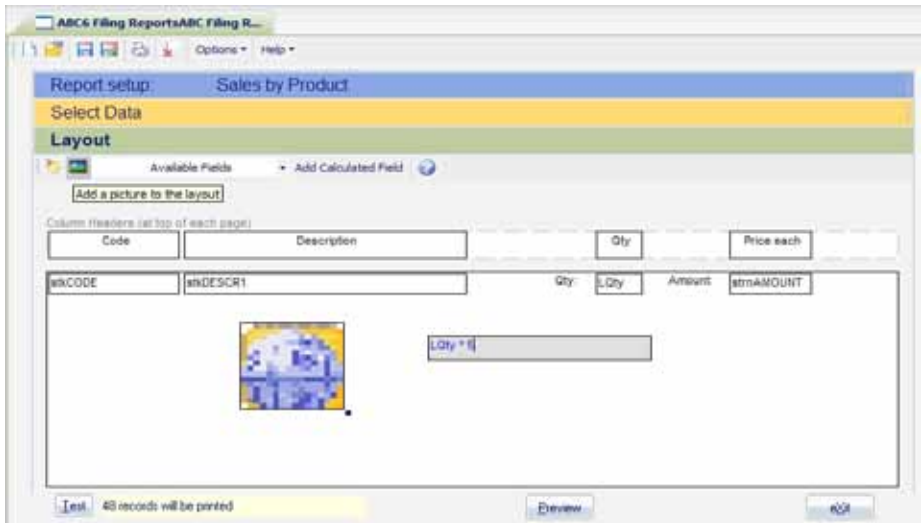 ABC6 Filing ReportsABC Filing R...
Options Help
Report setup: Sales by Product
Select Data
Layout
Available Fields Add Calculated Field
Add a picture to the layout
Column Headers (at top of each page)
Code Description Qty Price each
stkCODE stkDESCR1 Qty LQty Amount strnAMOUNT
LQty *
Test 48 records will be printed Preview